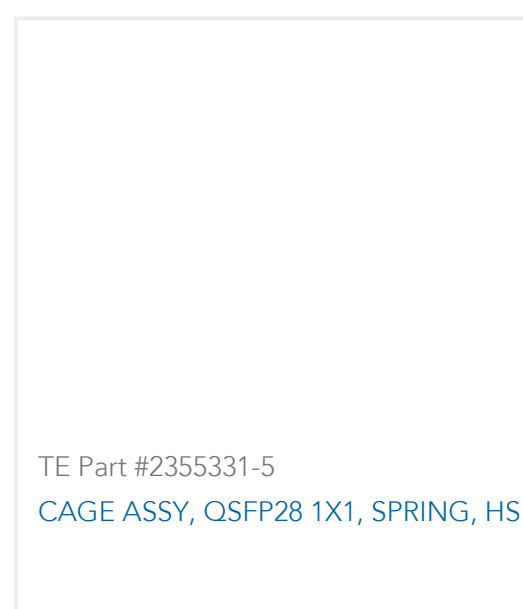 TE Part #2355331-5
CAGE ASSY, QSFP28 1X1, SPRING, HS